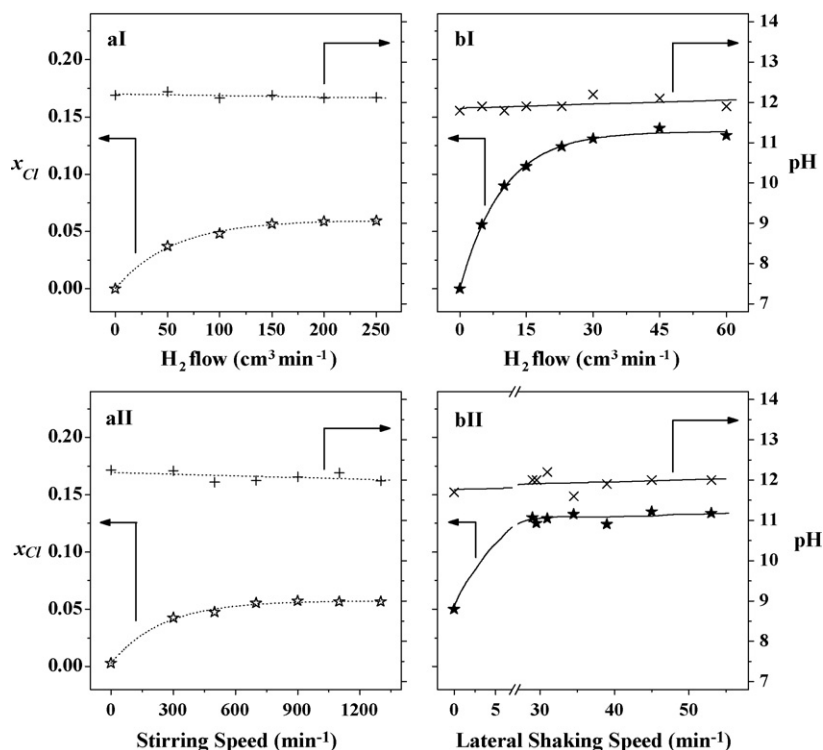 aI
bI
0.20
0.15
0.10
0.05
0.00
x_Cl
14
13
12
11
10
9
8
7
pH
0 50 100 150 200 250
0 15 30 45 60
H₂ flow (cm³ min⁻¹)
H₂ flow (cm³ min⁻¹)
aII
bII
0.20
0.15
0.10
0.05
0.00
x_Cl
14
13
12
11
10
9
8
7
pH
0 300 600 900 1200
0 5 30 40 50
Stirring Speed (min⁻¹)
Lateral Shaking Speed (min⁻¹)